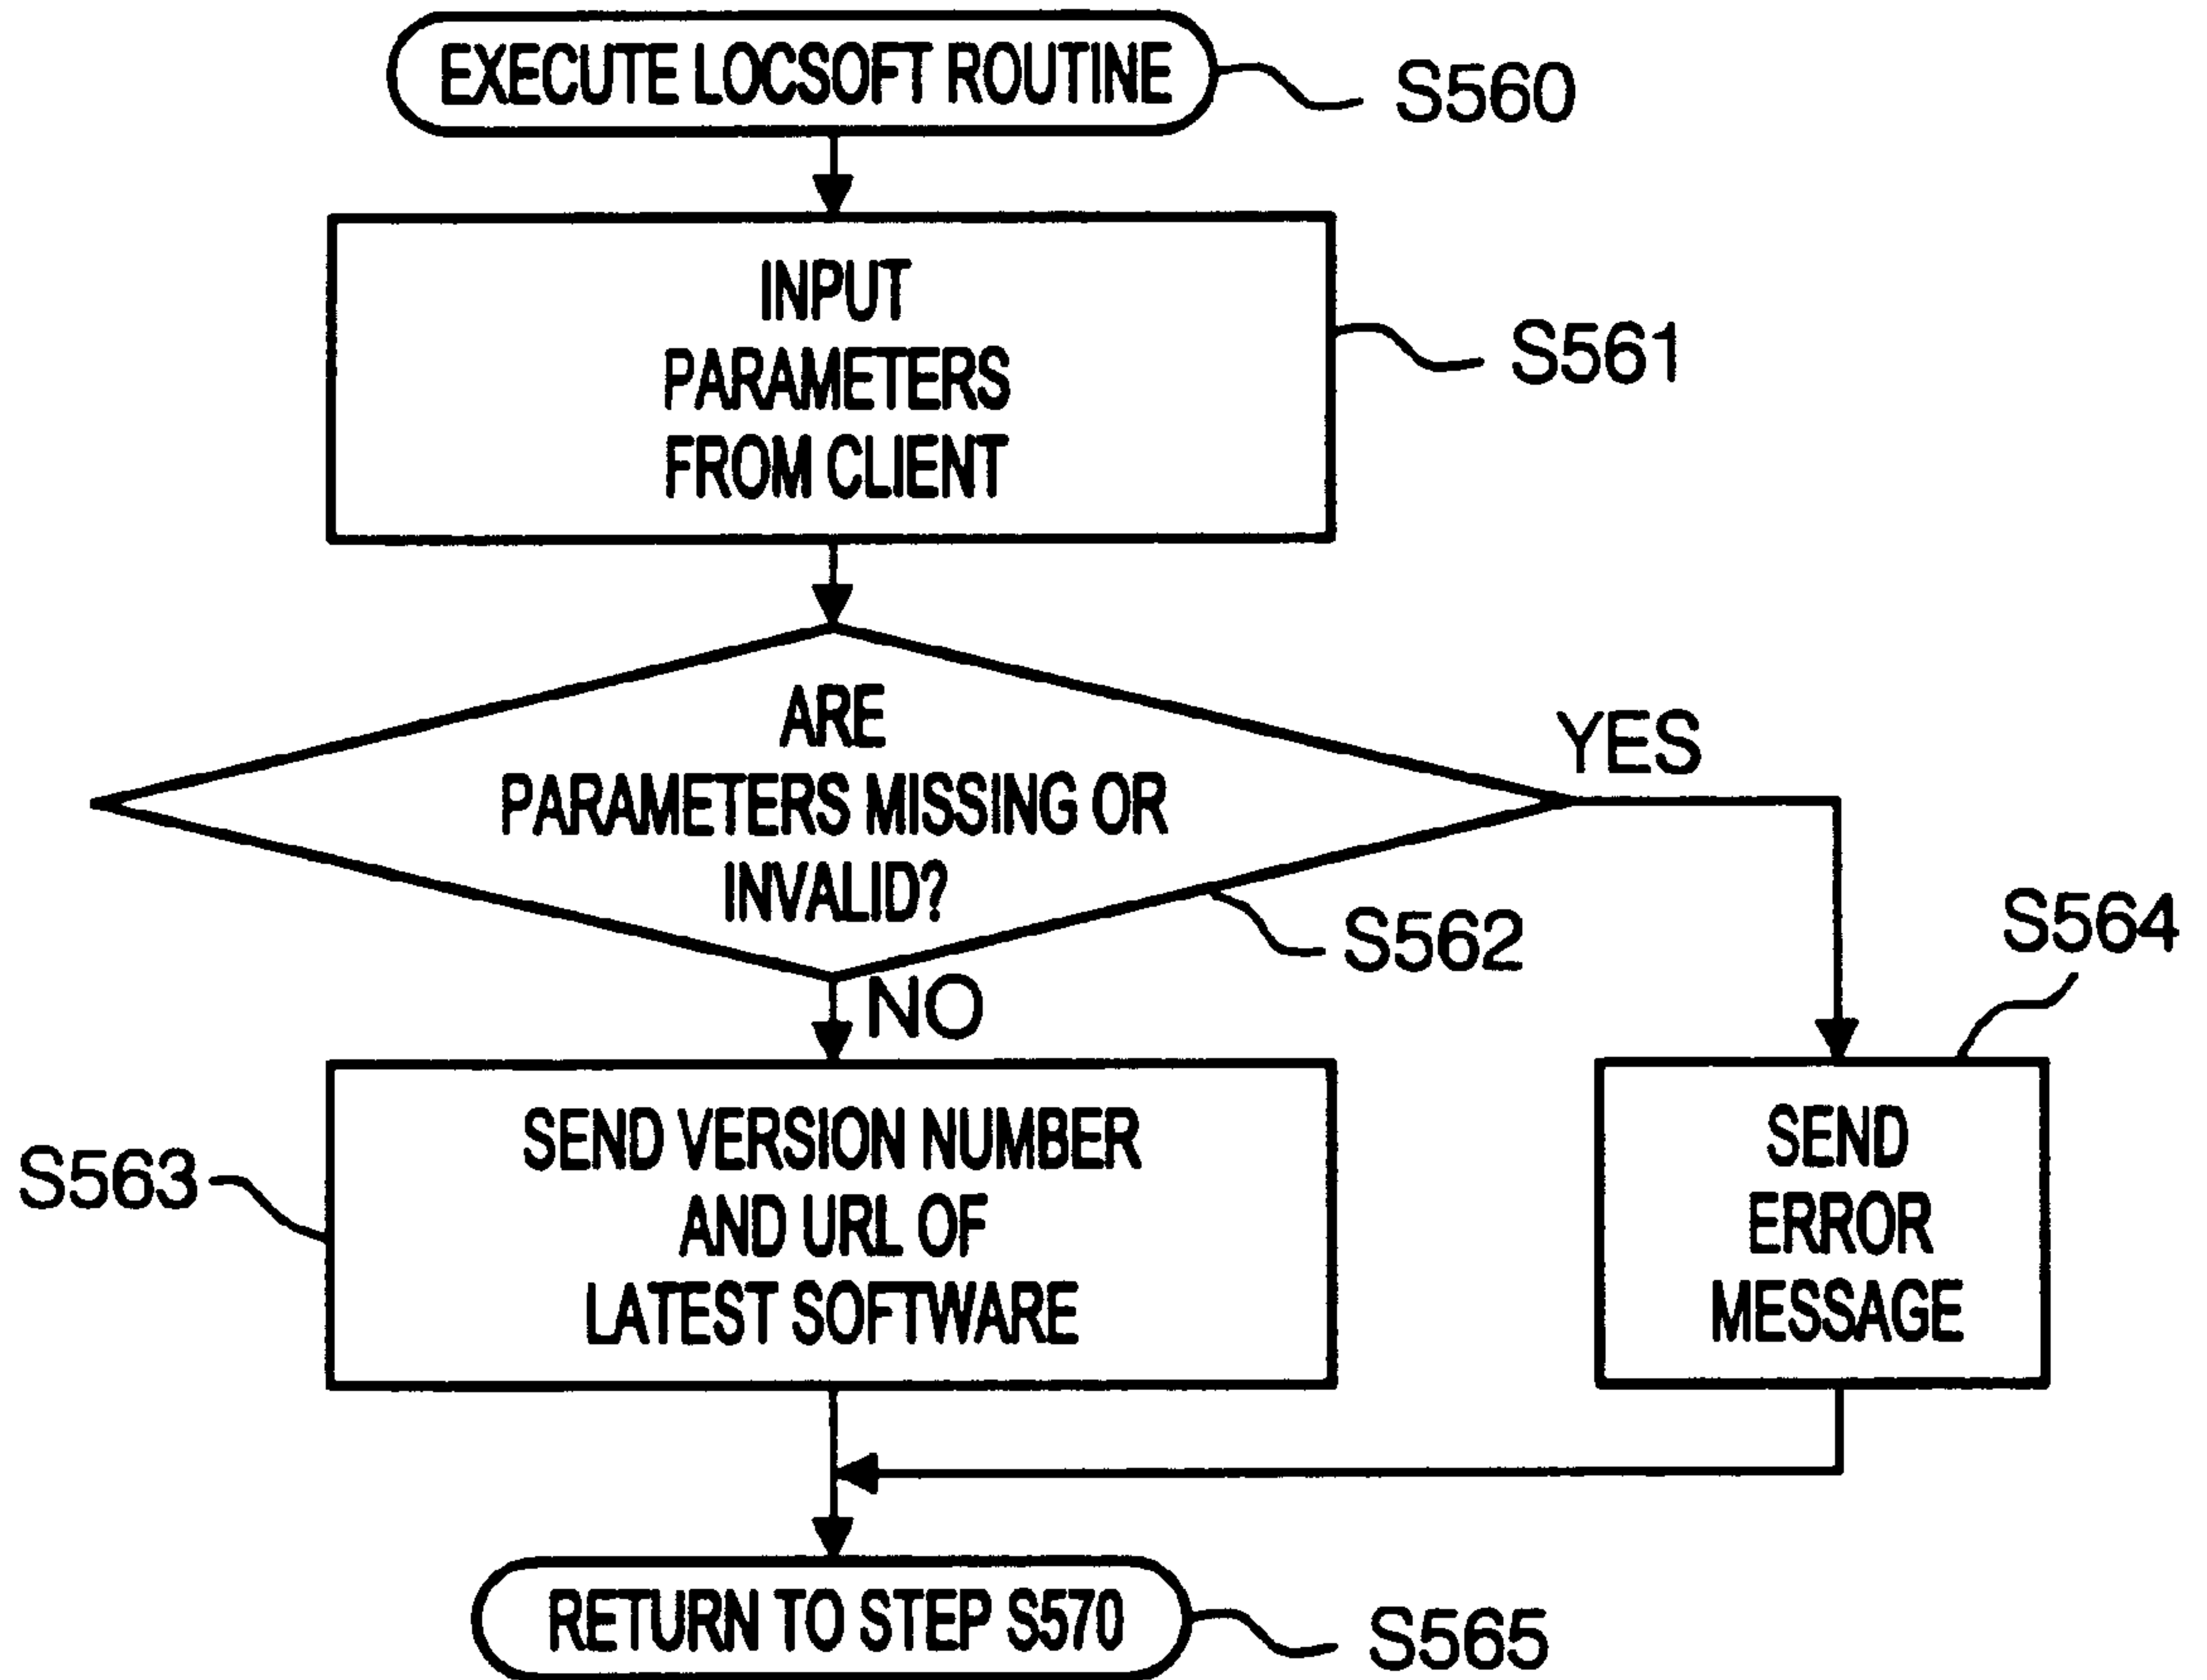 EXECUTE LOCSOFT ROUTINE
S560
INPUT
PARAMETERS
FROM CLIENT
S561
ARE
PARAMETERS MISSING OR
INVALID?
YES
S562
NO
S564
SEND VERSION NUMBER
AND URL OF
LATEST SOFTWARE
S563
SEND
ERROR
MESSAGE
RETURN TO STEP S570
S565